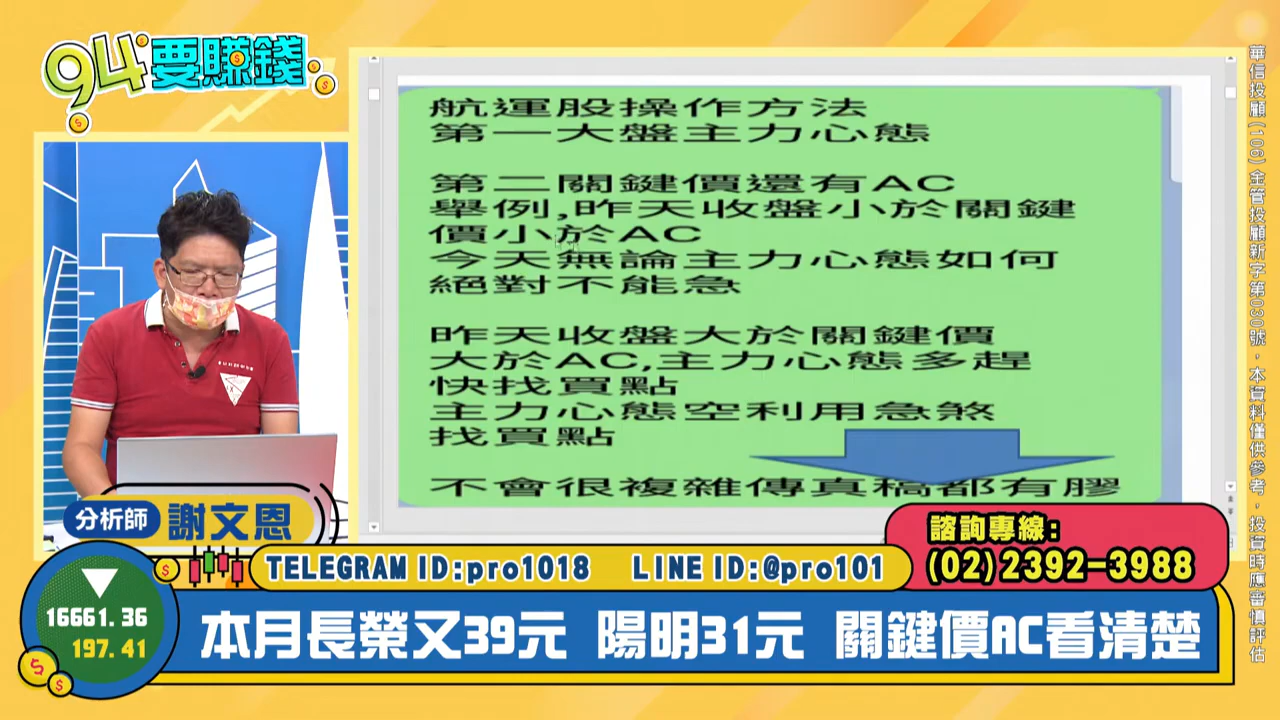 94要賺錢
航運股操作方法
第一大盤主力心態
第二關鍵價還有AC
舉例,昨天收盤小於關鍵
價小於AC
今天無論主力心態如何
絕對不能急
昨天收盤大於關鍵價
大於AC,主力心態多趕
快找買點
主力心態空利用急煞
找買點
不會很複雜傳真稿都有膠
華信投顧(106)金管投顧新字第030號，本資料僅供參考，投資時應審慎評估
分析師 謝文恩
諮詢專線:
(02)2392-3988
TELEGRAM ID:pro1018 LINE ID:@pro101
16661.36
197.41
本月長榮又39元 陽明31元 關鍵價AC看清楚